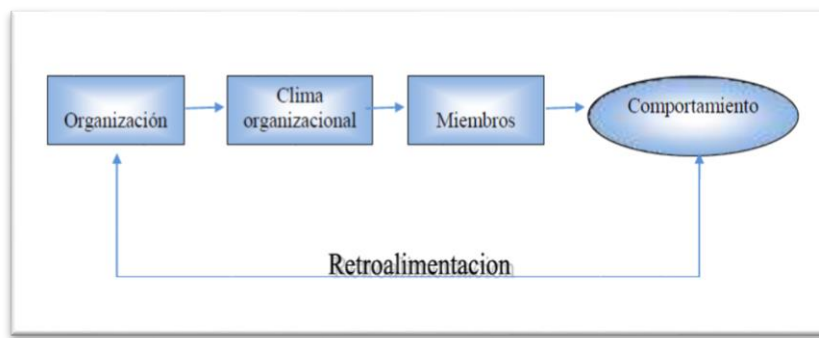 Organización
Clima
organizacional
Miembros
Comportamiento
Retroalimentacion